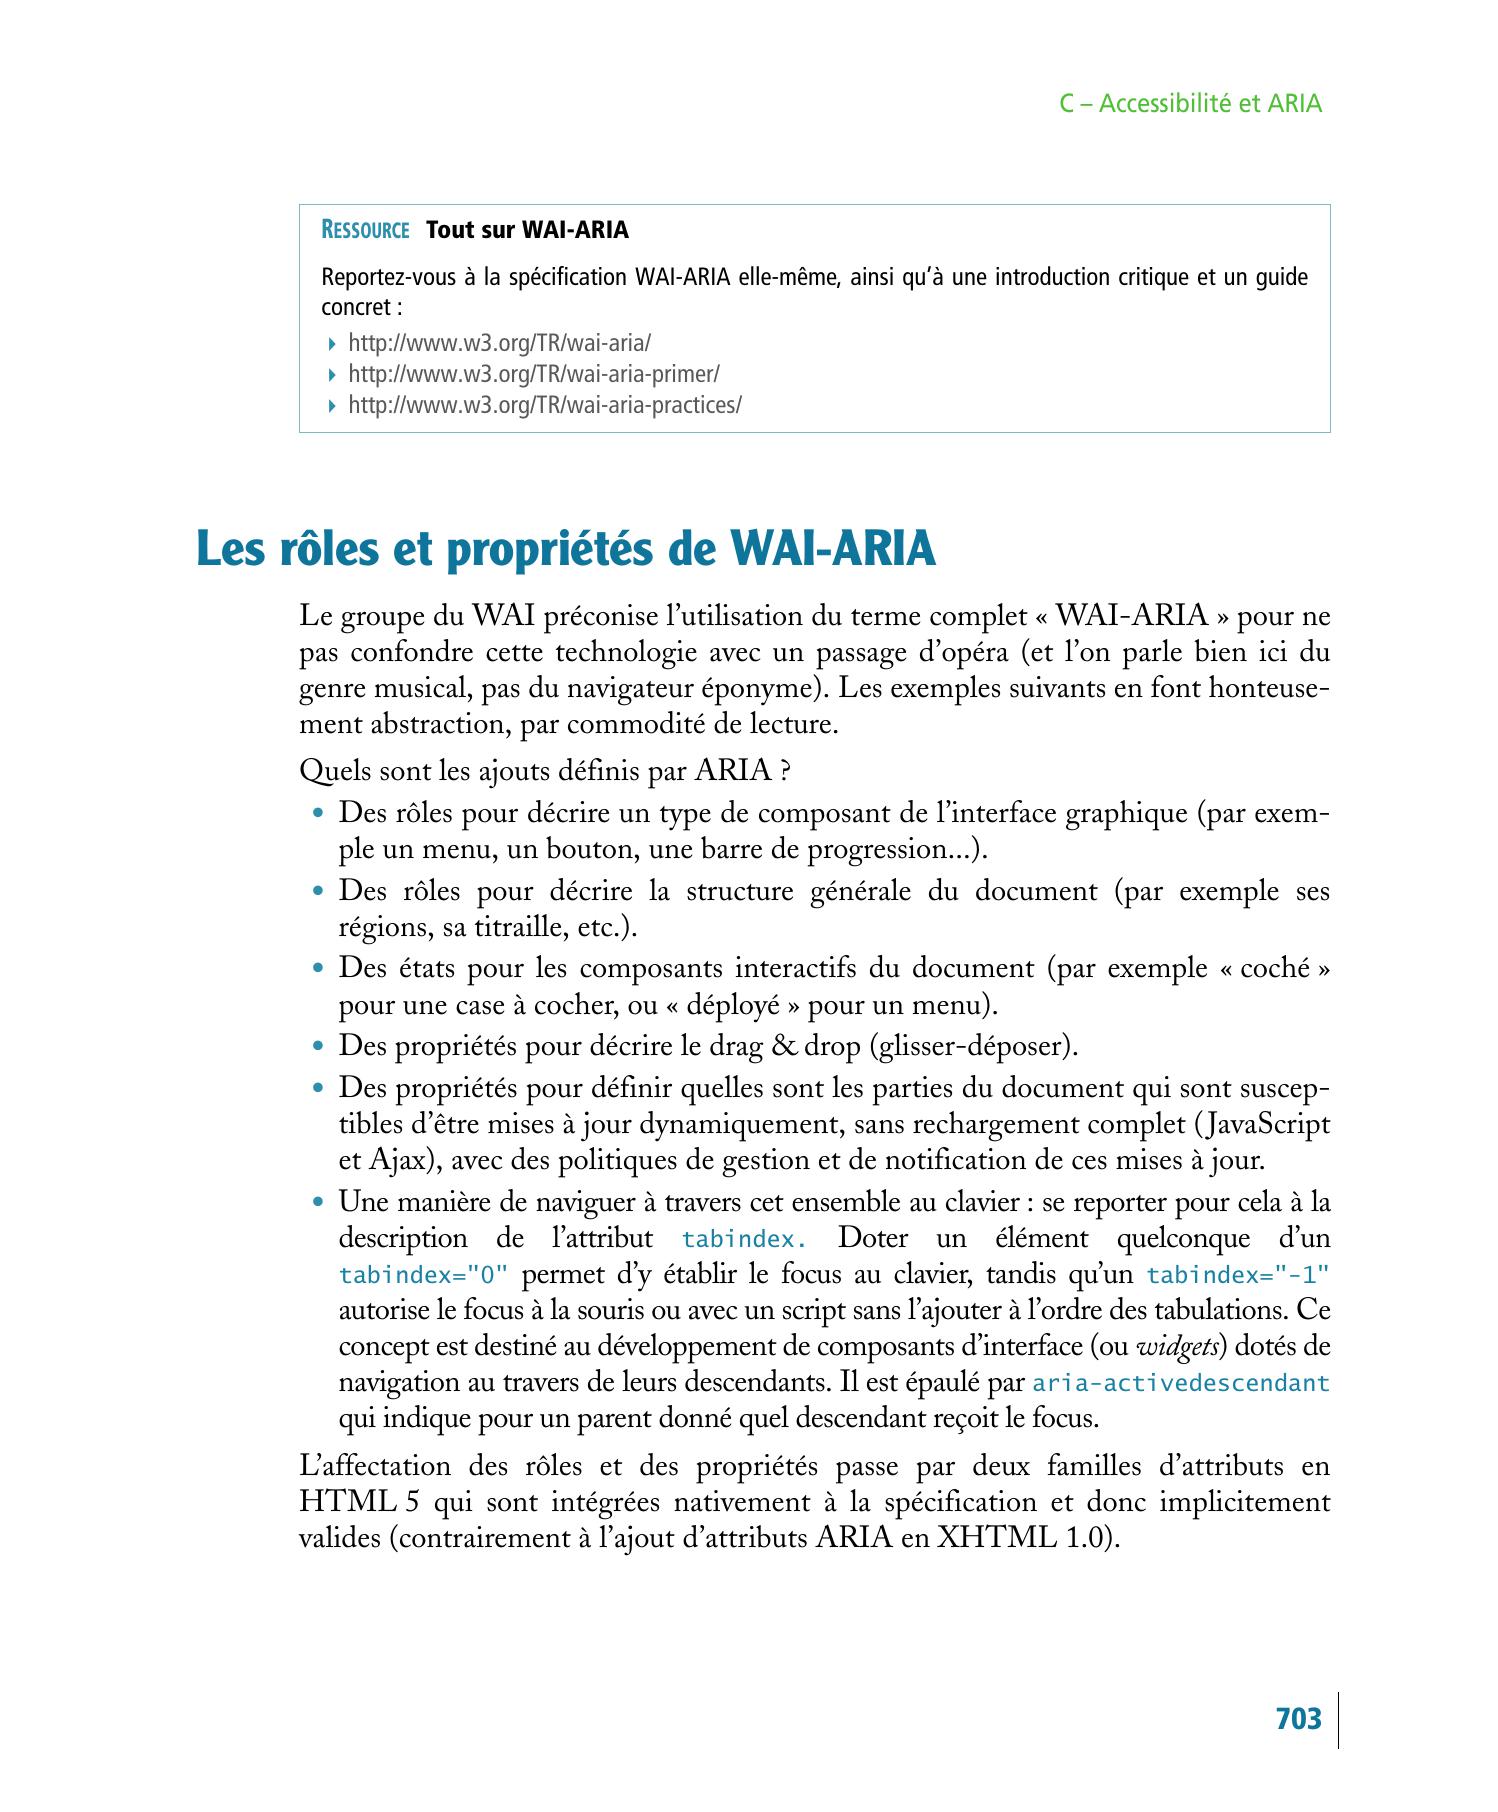 C – Accessibilité et ARIA
RESSOURCE Tout sur WAI-ARIA
Reportez-vous à la spécification WAI-ARIA elle-même, ainsi qu’à une introduction critique et un guide
concret :
http://www.w3.org/TR/wai-aria/
http://www.w3.org/TR/wai-aria-primer/
http://www.w3.org/TR/wai-aria-practices/
Les rôles et propriétés de WAI-ARIA
Le groupe du WAI préconise l’utilisation du terme complet « WAI-ARIA » pour ne
pas confondre cette technologie avec un passage d’opéra (et l’on parle bien ici du
genre musical, pas du navigateur éponyme). Les exemples suivants en font honteuse-
ment abstraction, par commodité de lecture.
Quels sont les ajouts définis par ARIA ?
• Des rôles pour décrire un type de composant de l’interface graphique (par exem-
ple un menu, un bouton, une barre de progression...).
• Des rôles pour décrire la structure générale du document (par exemple ses
régions, sa titraille, etc.).
• Des états pour les composants interactifs du document (par exemple « coché »
pour une case à cocher, ou « déployé » pour un menu).
• Des propriétés pour décrire le drag & drop (glisser-déposer).
• Des propriétés pour définir quelles sont les parties du document qui sont suscep-
tibles d’être mises à jour dynamiquement, sans rechargement complet (JavaScript
et Ajax), avec des politiques de gestion et de notification de ces mises à jour.
• Une manière de naviguer à travers cet ensemble au clavier : se reporter pour cela à la
description de l’attribut tabindex. Doter un élément quelconque d’un
tabindex="0" permet d’y établir le focus au clavier, tandis qu’un tabindex="-1"
autorise le focus à la souris ou avec un script sans l’ajouter à l’ordre des tabulations. Ce
concept est destiné au développement de composants d’interface (ou widgets) dotés de
navigation au travers de leurs descendants. Il est épaulé par aria-activedescendant
qui indique pour un parent donné quel descendant reçoit le focus.
L’affectation des rôles et des propriétés passe par deux familles d’attributs en
HTML 5 qui sont intégrées nativement à la spécification et donc implicitement
valides (contrairement à l’ajout d’attributs ARIA en XHTML 1.0).
703